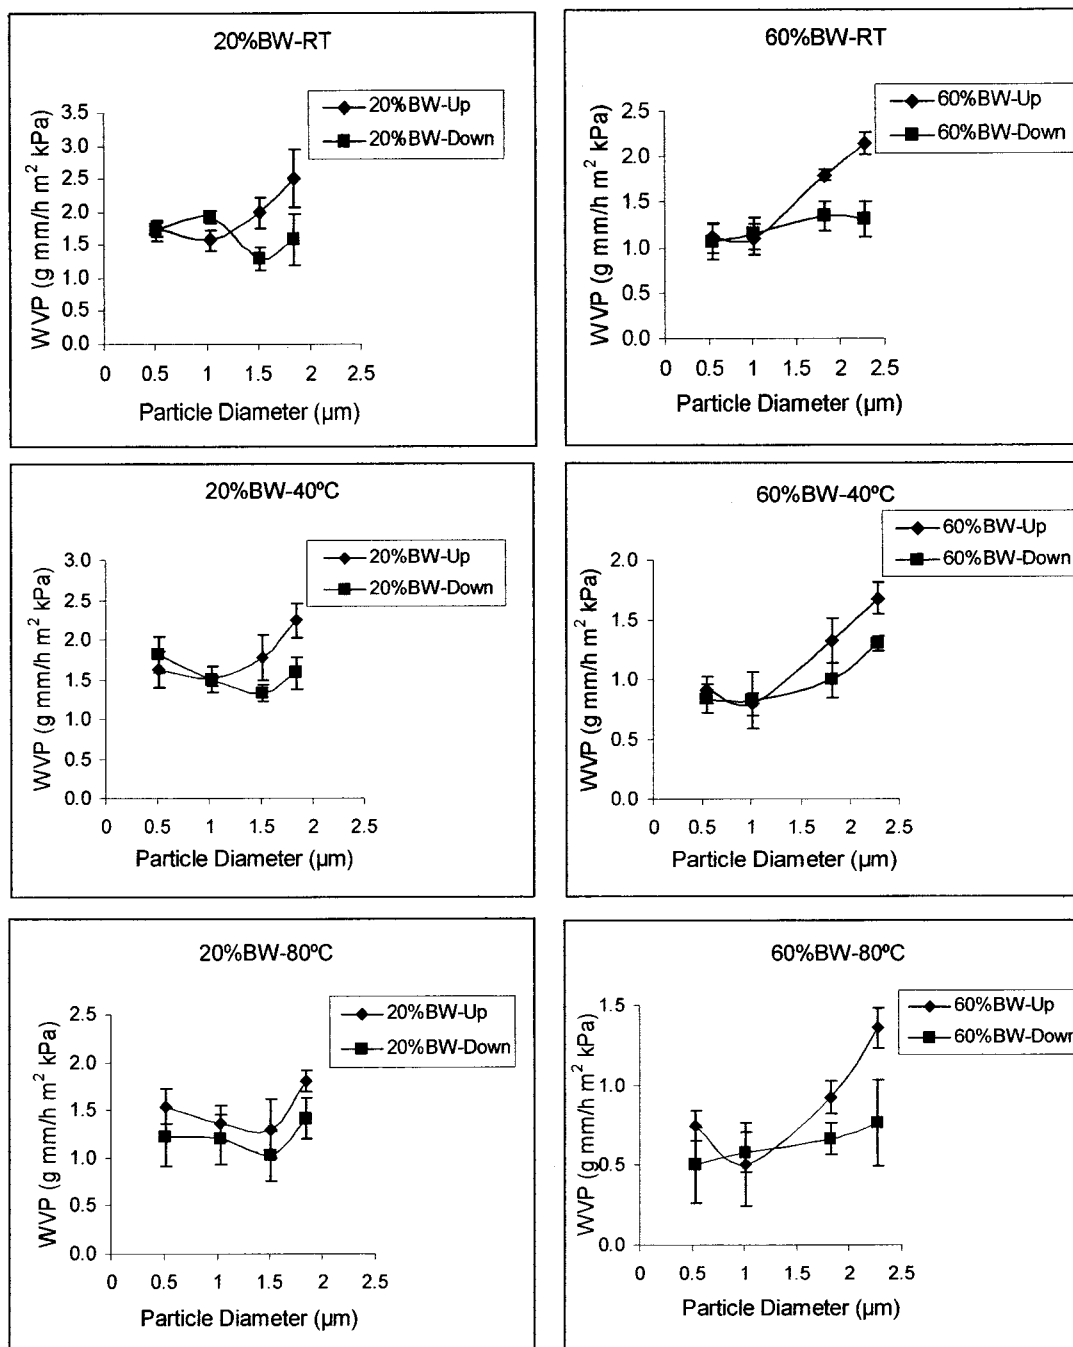 20%BW-RT
20%BW-Up
20%BW-Down
WVP (g mm/h m² kPa)
3.5
3.0
2.5
2.0
1.5
1.0
0.5
0.0
0 0.5 1 1.5 2 2.5
Particle Diameter (µm)
60%BW-RT
60%BW-Up
60%BW-Down
WVP (g mm/h m² kPa)
2.5
2.0
1.5
1.0
0.5
0.0
0 0.5 1 1.5 2 2.5
Particle Diameter (µm)
20%BW-40ºC
20%BW-Up
20%BW-Down
WVP (g mm/h m² kPa)
3.0
2.5
2.0
1.5
1.0
0.5
0.0
0 0.5 1 1.5 2 2.5
Particle Diameter (µm)
60%BW-40ºC
60%BW-Up
60%BW-Down
WVP (g mm/h m² kPa)
2.0
1.5
1.0
0.5
0.0
0 0.5 1 1.5 2 2.5
Particle Diameter (µm)
20%BW-80ºC
20%BW-Up
20%BW-Down
WVP (g mm/h m² kPa)
2.5
2.0
1.5
1.0
0.5
0.0
0 0.5 1 1.5 2 2.5
Particle Diameter (µm)
60%BW-80ºC
60%BW-Up
60%BW-Down
WVP (g mm/h m² kPa)
1.5
1.0
0.5
0.0
0 0.5 1 1.5 2 2.5
Particle Diameter (µm)